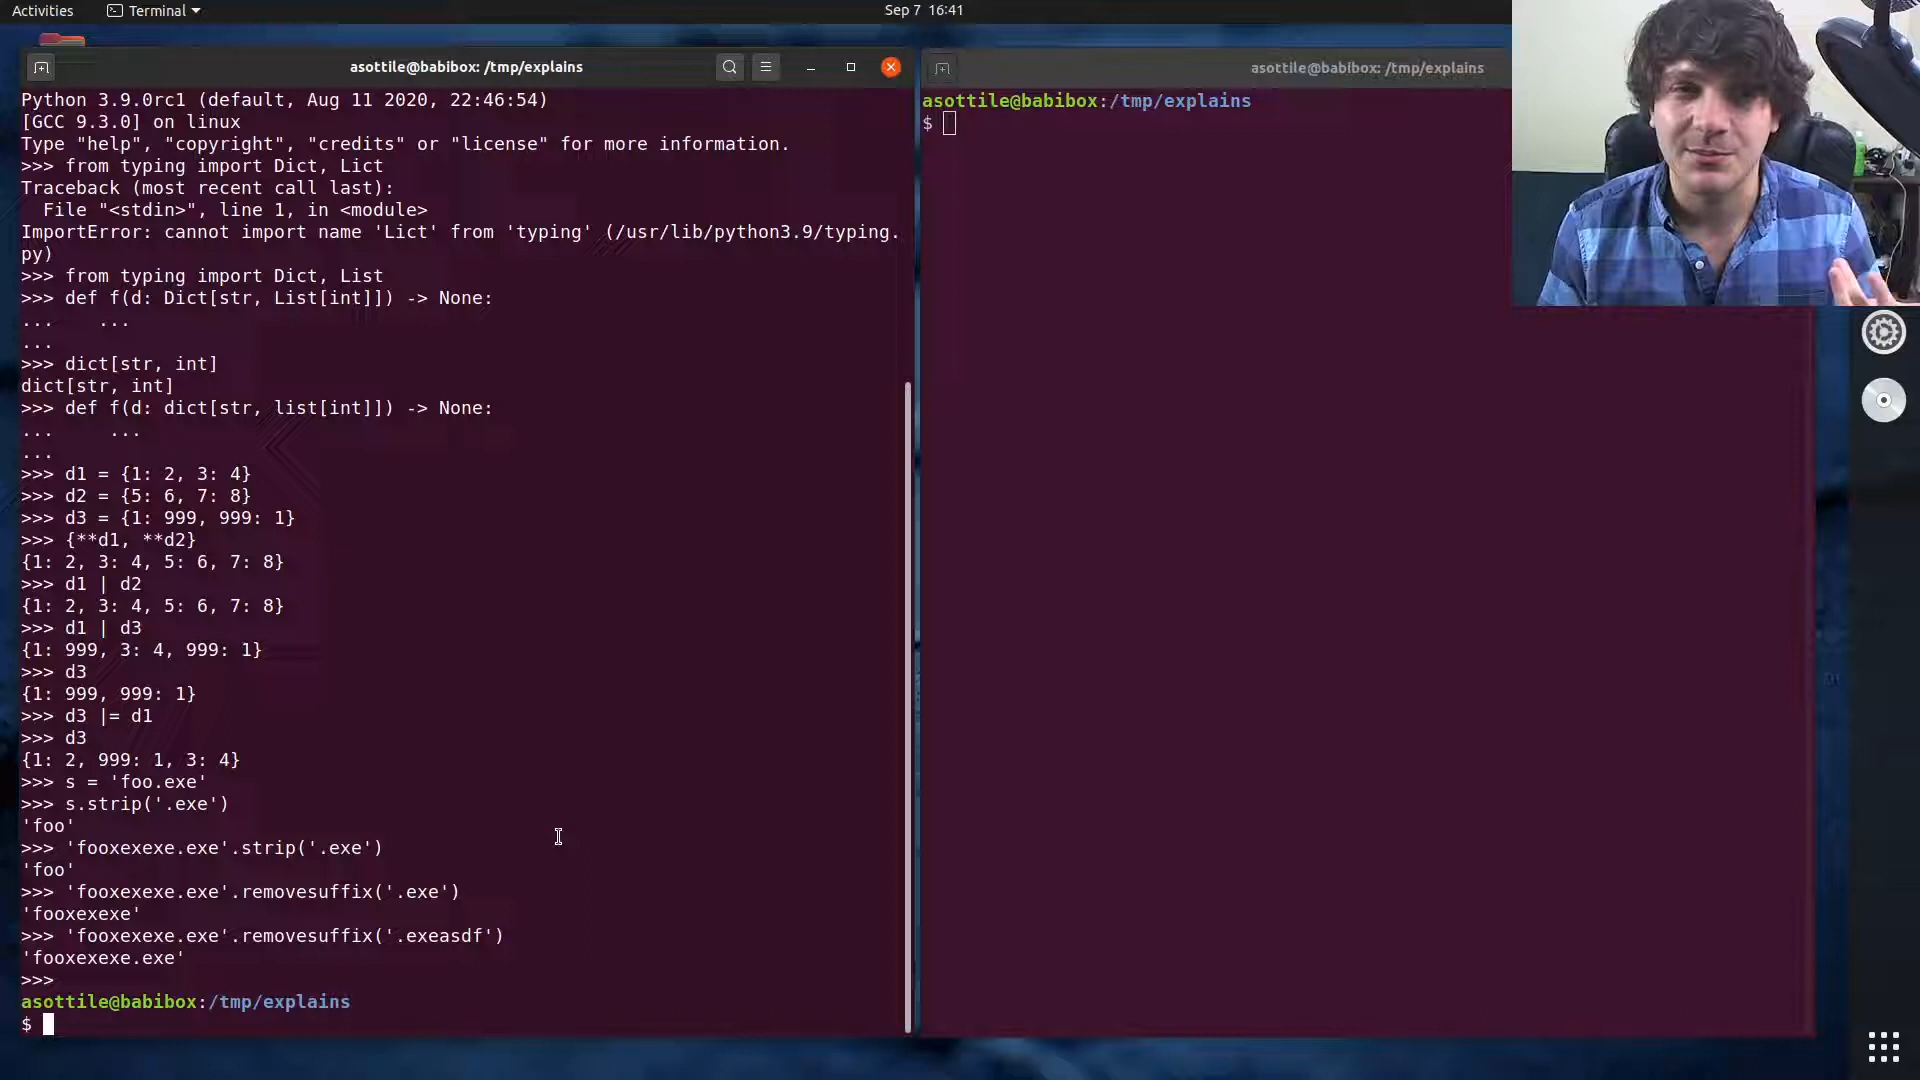 Activities Terminal Sep 7 16:41
asottile@babibox: /tmp/explains
Python 3.9.0rc1 (default, Aug 11 2020, 22:46:54)
[GCC 9.3.0] on linux
Type "help", "copyright", "credits" or "license" for more information.
>>> from typing import Dict, Lict
Traceback (most recent call last):
  File "<stdin>", line 1, in <module>
ImportError: cannot import name 'Lict' from 'typing' (/usr/lib/python3.9/typing.
py)
>>> from typing import Dict, List
>>> def f(d: Dict[str, List[int]]) -> None:
...    ...
...
>>> dict[str, int]
dict[str, int]
>>> def f(d: dict[str, list[int]]) -> None:
...     ...
...
>>> d1 = {1: 2, 3: 4}
>>> d2 = {5: 6, 7: 8}
>>> d3 = {1: 999, 999: 1}
>>> {**d1, **d2}
{1: 2, 3: 4, 5: 6, 7: 8}
>>> d1 | d2
{1: 2, 3: 4, 5: 6, 7: 8}
>>> d1 | d3
{1: 999, 3: 4, 999: 1}
>>> d3
{1: 999, 999: 1}
>>> d3 |= d1
>>> d3
{1: 2, 999: 1, 3: 4}
>>> s = 'foo.exe'
>>> s.strip('.exe')
'foo'
>>> 'fooxexexe.exe'.strip('.exe')
'foo'
>>> 'fooxexexe.exe'.removesuffix('.exe')
'fooxexexe'
>>> 'fooxexexe.exe'.removesuffix('.exeasdf')
'fooxexexe.exe'
>>>
asottile@babibox:/tmp/explains
$
asottile@babibox: /tmp/explains
asottile@babibox:/tmp/explains
$